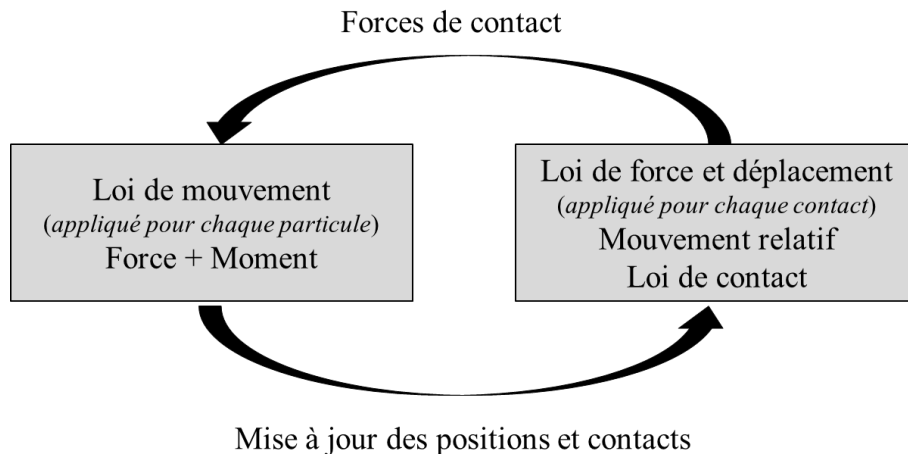 Forces de contact
Loi de mouvement
(appliqué pour chaque particule)
Force + Moment
Loi de force et déplacement
(appliqué pour chaque contact)
Mouvement relatif
Loi de contact
Mise à jour des positions et contacts